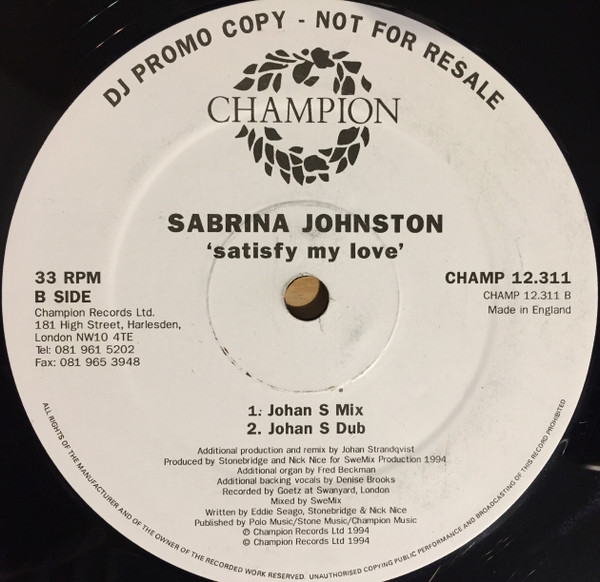 DJ PROMO COPY - NOT FOR RESALE
CHAMPION
SABRINA JOHNSTON
'satisfy my love'
33 RPM
B SIDE
Champion Records Ltd.
181 High Street, Harlesden,
London NW10 4TE
Tel: 081 961 5202
Fax: 081 965 3948
CHAMP 12.311
CHAMP 12.311 B
Made in England
1. Johan S Mix
2. Johan S Dub
Additional production and remix by Johan Strandqvist
Produced by Stonebridge and Nick Nice for SweMix Production 1994
Additional organ by Fred Beckman
Additional backing vocals by Denise Brooks
Recorded by Goetz at Swanyard, London
Mixed by SweMix
Written by Eddie Seago, Stonebridge & Nick Nice
Published by Polo Music/Stone Music/Champion Music
℗ Champion Records Ltd 1994
© Champion Records Ltd 1994
ALL RIGHTS OF THE MANUFACTURER AND OF THE OWNER OF THE RECORDED WORK RESERVED. UNAUTHORISED COPYING PUBLIC PERFORMANCE AND BROADCASTING OF THIS RECORD PROHIBITED